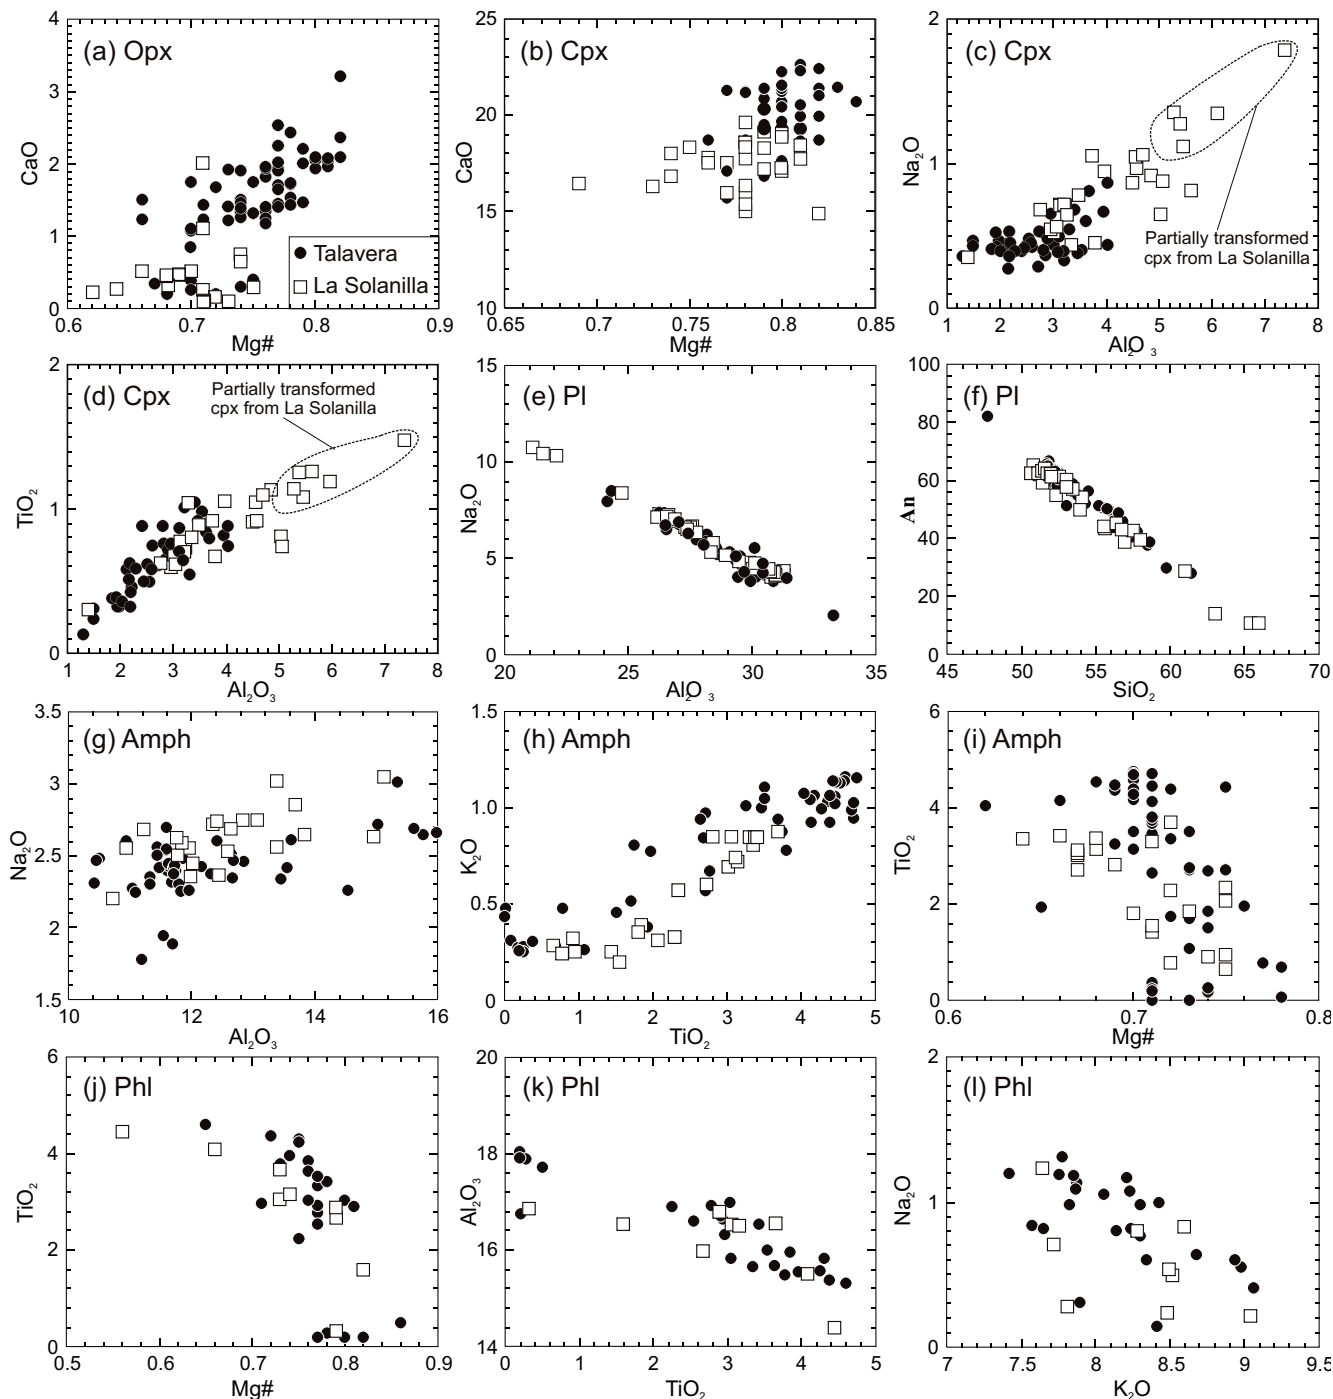 (a) Opx
CaO
4
3
2
1
0
0.6
0.7
0.8
0.9
Mg#
Talavera
La Solanilla
(b) Cpx
CaO
25
20
15
10
0.65
0.7
0.75
0.8
0.85
Mg#
(c) Cpx
Na₂O
2
1
0
1
2
3
4
5
6
7
8
Al₂O₃
Partially transformed
cpx from La Solanilla
(d) Cpx
TiO₂
2
1
0
1
2
3
4
5
6
7
8
Al₂O₃
Partially transformed
cpx from La Solanilla
(e) Pl
Na₂O
15
10
5
0
20
25
30
35
Al₂O₃
(f) Pl
An
100
80
60
40
20
0
45
50
55
60
65
70
SiO₂
(g) Amph
Na₂O
3.5
3
2.5
2
1.5
10
12
14
16
Al₂O₃
(h) Amph
K₂O
1.5
1.0
0.5
0
0
1
2
3
4
5
TiO₂
(i) Amph
TiO₂
6
4
2
0
0.6
0.7
0.8
Mg#
(j) Phl
TiO₂
6
4
2
0
0.5
0.6
0.7
0.8
0.9
Mg#
(k) Phl
Al₂O₃
20
18
16
14
0
1
2
3
4
5
TiO₂
(l) Phl
Na₂O
2
1
0
7
7.5
8
8.5
9
9.5
K₂O